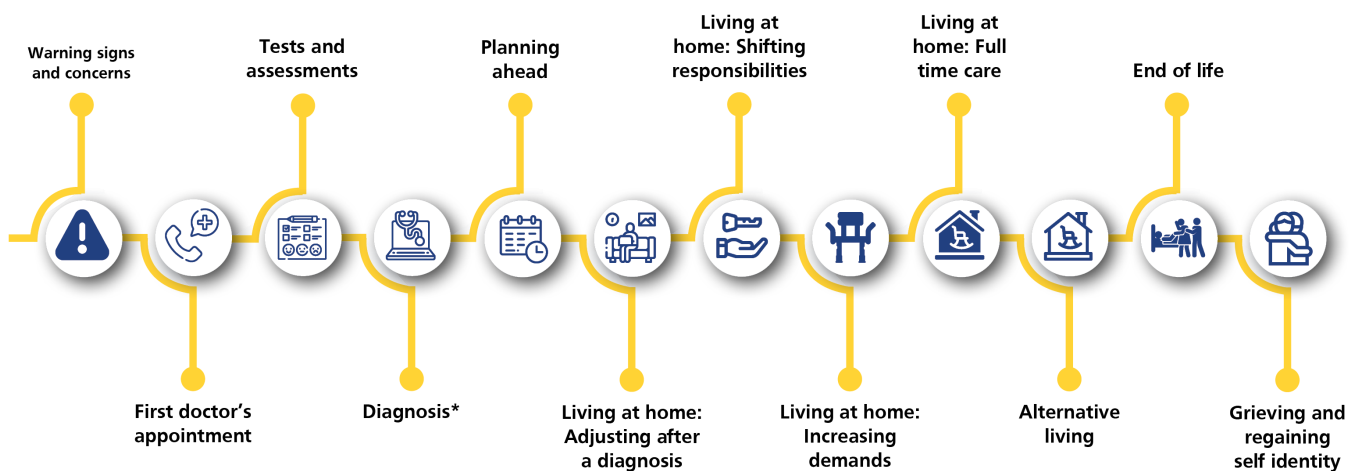 Warning signs
and concerns
First doctor’s
appointment
Tests and
assessments
Diagnosis*
Planning
ahead
Living at home:
Adjusting after
a diagnosis
Living at
home: Shifting
responsibilities
Living at home:
Increasing
demands
Living at
home: Full
time care
Alternative
living
End of life
Grieving and
regaining
self identity